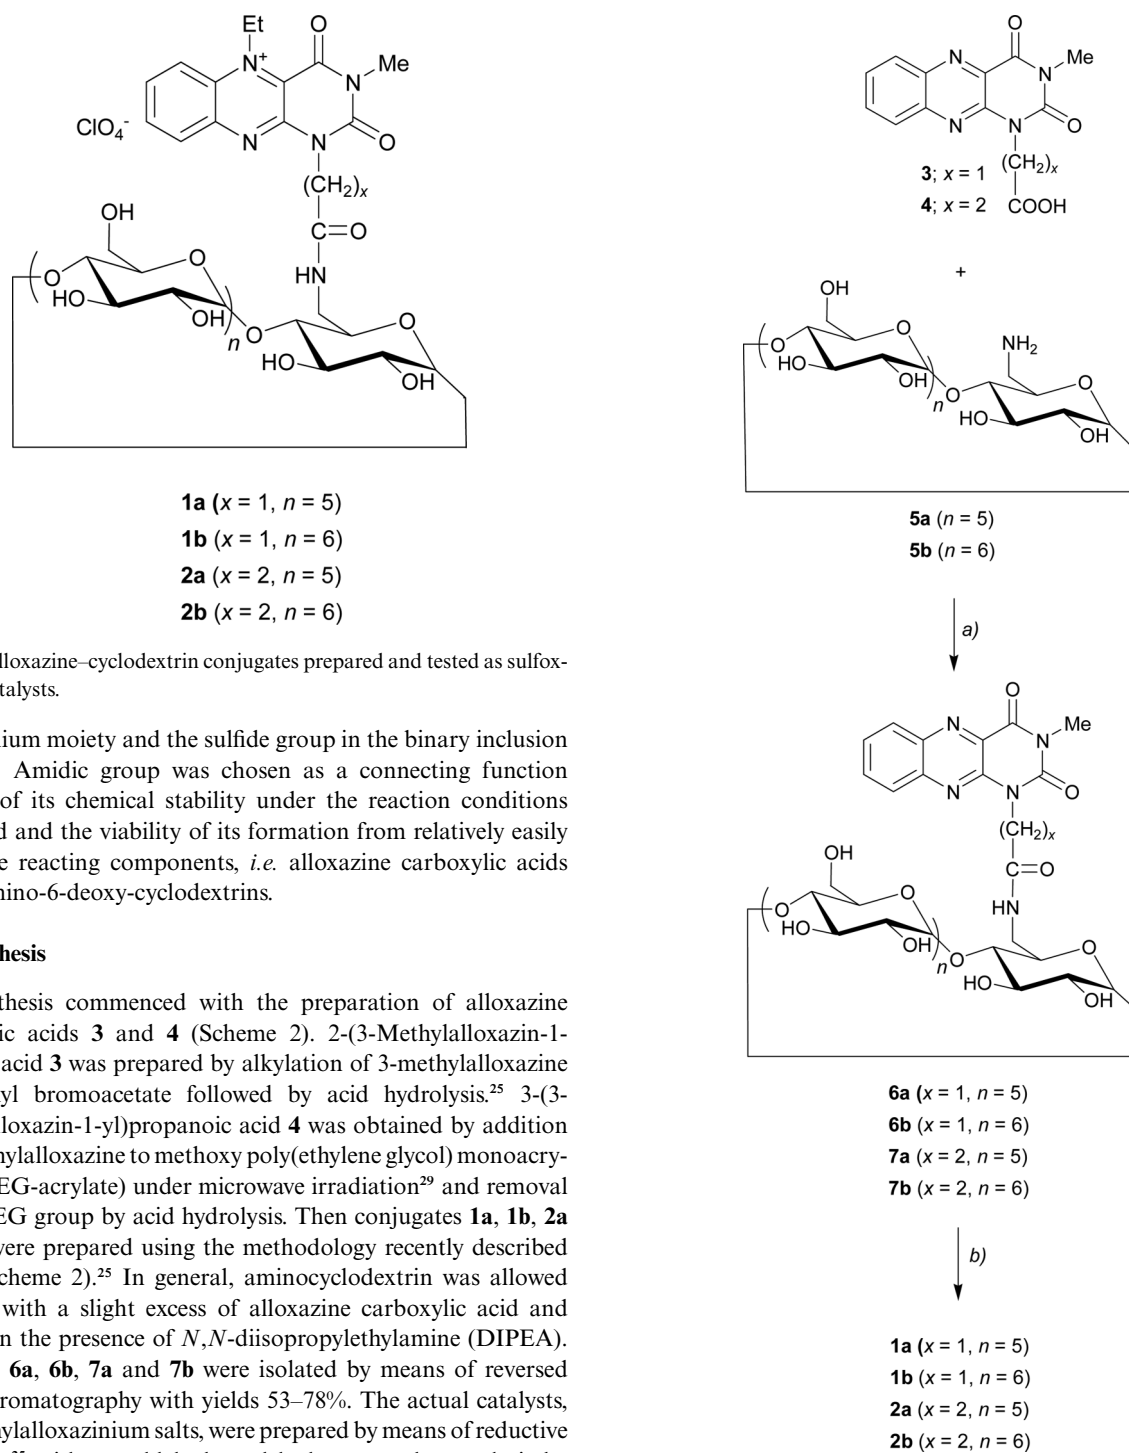 Et
O
N+
N
Me
ClO4-
N
N
O
(CH2)x
OH
C=O
O
O
HN
HO
OH
n
O
O
HO
OH
1a (x = 1, n = 5)
1b (x = 1, n = 6)
2a (x = 2, n = 5)
2b (x = 2, n = 6)
lloxazine–cyclodextrin conjugates prepared and tested as sulfox-
talysts.
nium moiety and the sulfide group in the binary inclusion
Amidic group was chosen as a connecting function
of its chemical stability under the reaction conditions
d and the viability of its formation from relatively easily
e reacting components, i.e. alloxazine carboxylic acids
mino-6-deoxy-cyclodextrins.
hesis
thesis commenced with the preparation of alloxazine
ic acids 3 and 4 (Scheme 2). 2-(3-Methylalloxazin-1-
acid 3 was prepared by alkylation of 3-methylalloxazine
yl bromoacetate followed by acid hydrolysis.25 3-(3-
lloxazin-1-yl)propanoic acid 4 was obtained by addition
hylalloxazine to methoxy poly(ethylene glycol) monoacry-
EG-acrylate) under microwave irradiation29 and removal
EG group by acid hydrolysis. Then conjugates 1a, 1b, 2a
were prepared using the methodology recently described
cheme 2).25 In general, aminocyclodextrin was allowed
with a slight excess of alloxazine carboxylic acid and
n the presence of N,N-diisopropylethylamine (DIPEA).
6a, 6b, 7a and 7b were isolated by means of reversed
romatography with yields 53–78%. The actual catalysts,
hylalloxazinium salts, were prepared by means of reductive
O
N
N
Me
N
N
O
3; x = 1
(CH2)x
4; x = 2
COOH
+
OH
O
O
NH2
HO
OH
n
O
O
HO
OH
5a (n = 5)
5b (n = 6)
a)
O
N
N
Me
N
N
O
(CH2)x
OH
C=O
O
O
HN
HO
OH
n
O
O
HO
OH
6a (x = 1, n = 5)
6b (x = 1, n = 6)
7a (x = 2, n = 5)
7b (x = 2, n = 6)
b)
1a (x = 1, n = 5)
1b (x = 1, n = 6)
2a (x = 2, n = 5)
2b (x = 2, n = 6)